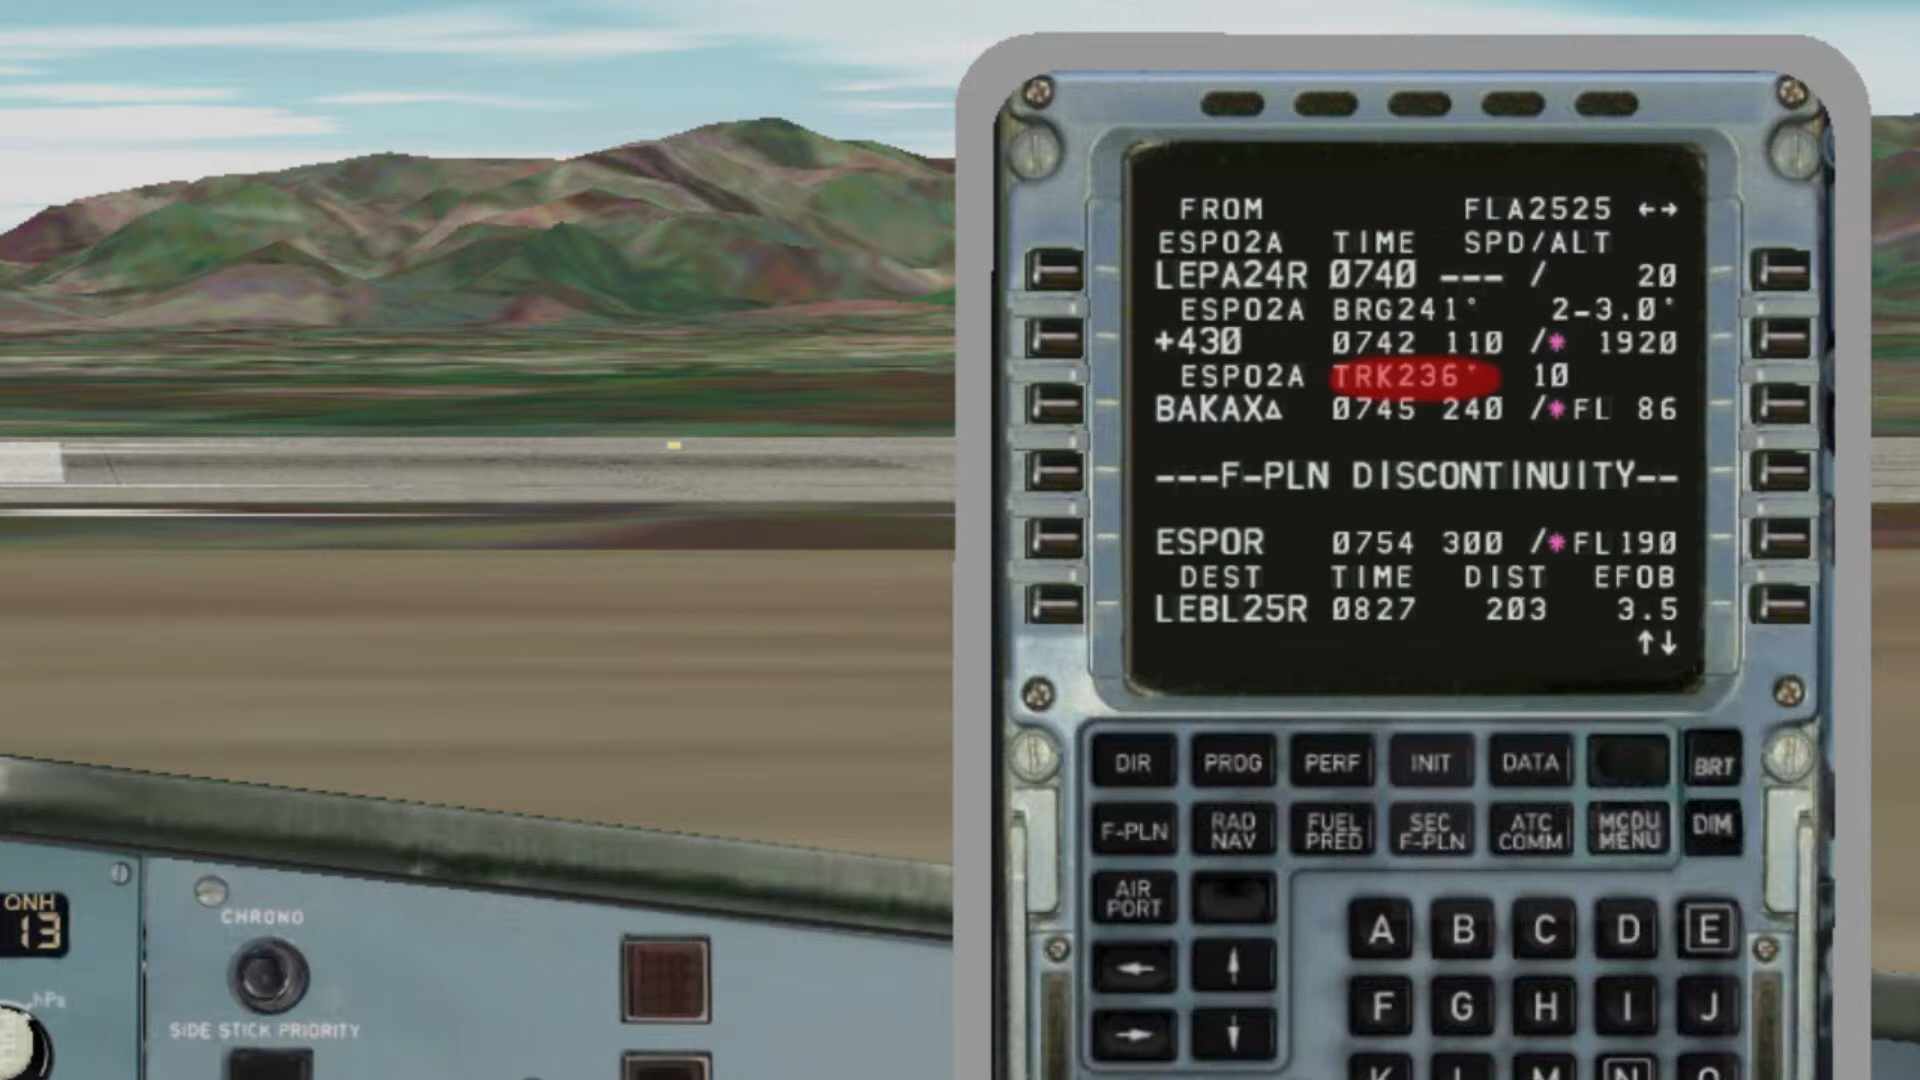 FROM FLA2525 ←→
ESPO2A TIME SPD/ALT
LEPA24R 0740 --- / 20
ESPO2A BRG241° 2-3.0°
+430 0742 110 /* 1920
ESPO2A TRK236° 10
BAKAX∆ 0745 240 /* FL 86
---F-PLN DISCONTINUITY--
ESPOR 0754 300 /* FL190
DEST TIME DIST EFOB
LEBL25R 0827 203 3.5
↑↓
DIR PROG PERF INIT DATA BRT
F-PLN RAD NAV FUEL PRED SEC F-PLN ATC COMM MCDU MENU DIM
AIR PORT
← ↑
→ ↓
A B C D E
F G H I J
K L M N O
QNH
13
hPa
CHRONO
SIDE STICK PRIORITY